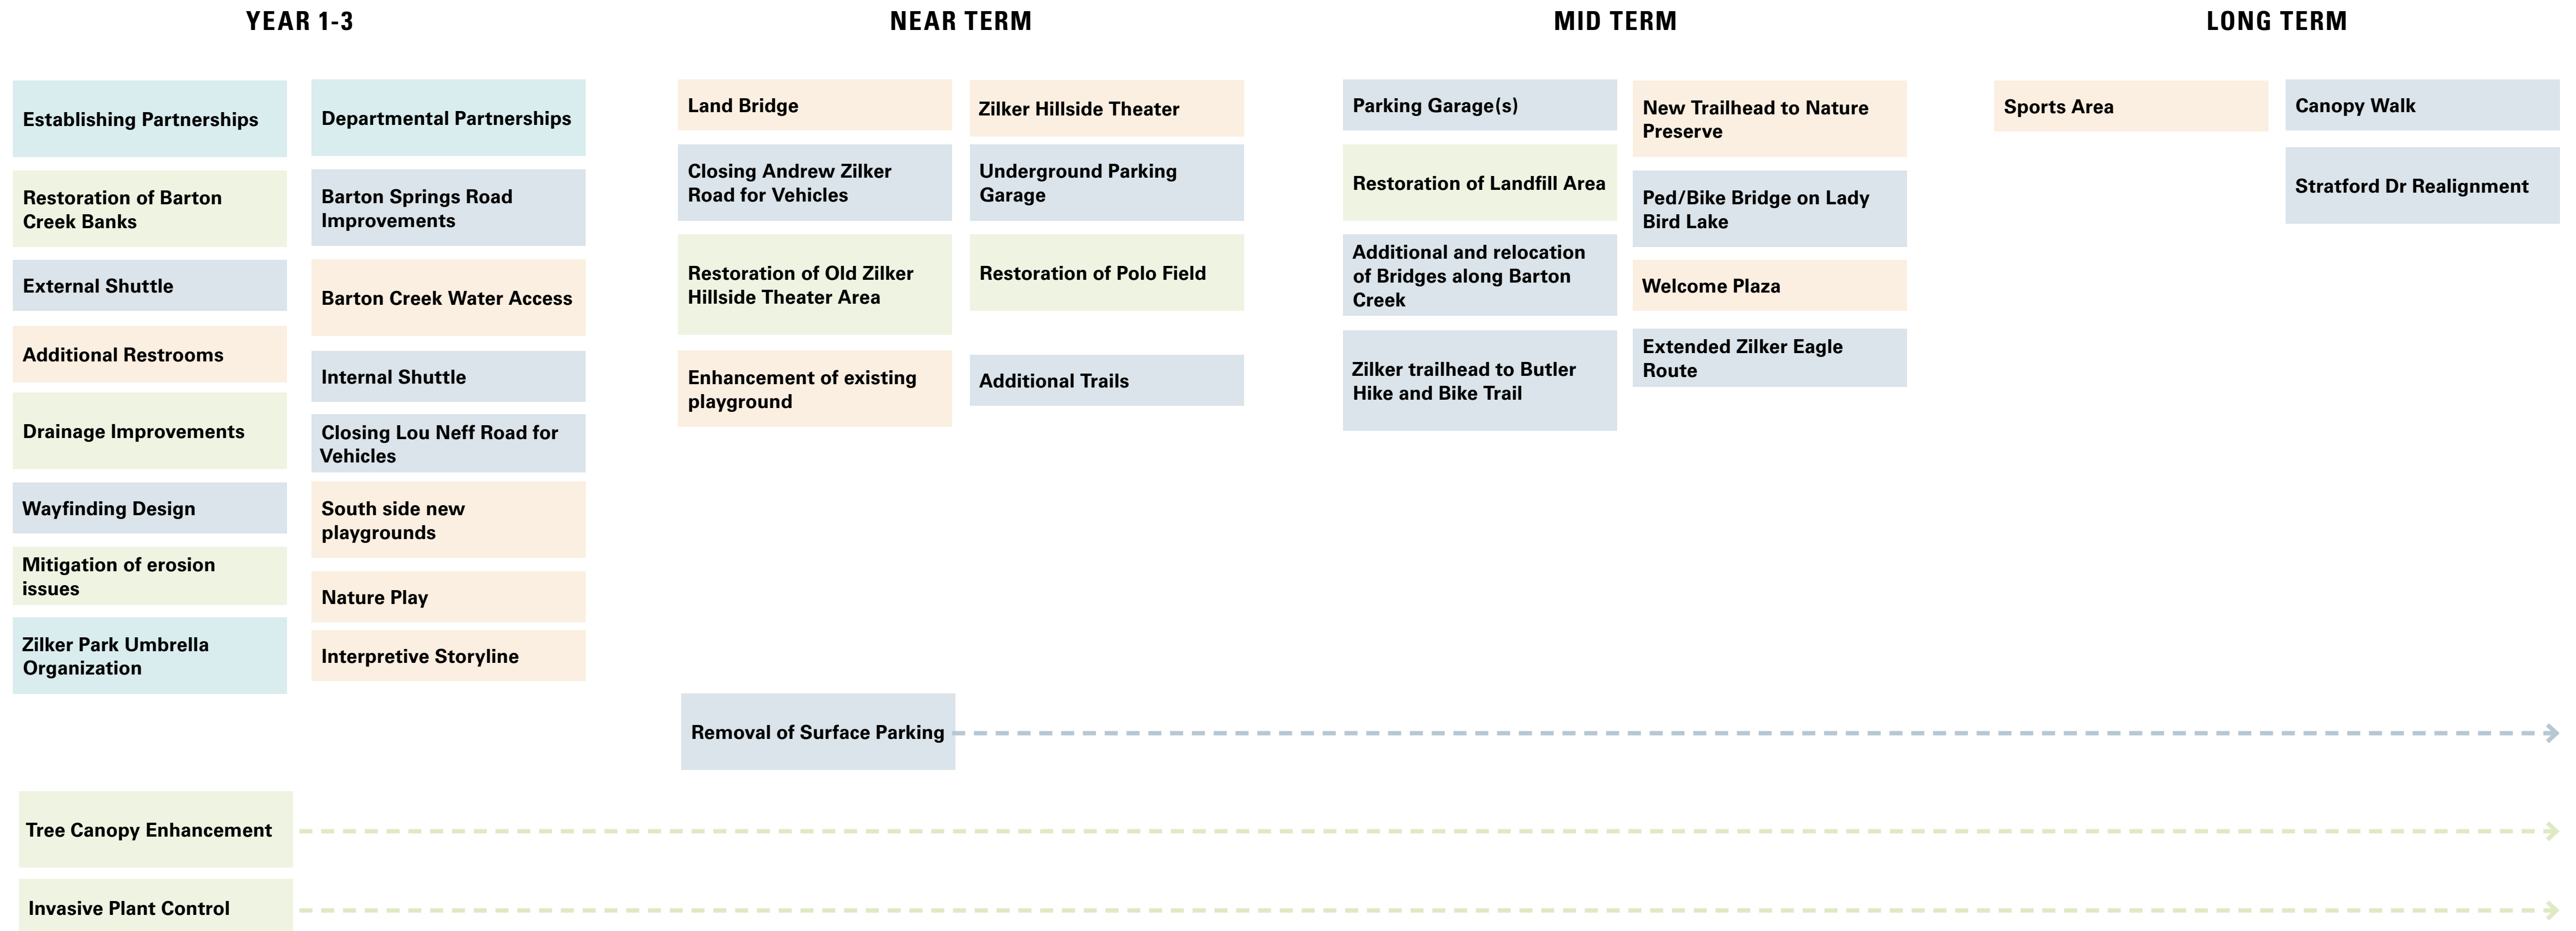 YEAR 1-3
Establishing Partnerships
Restoration of Barton
Creek Banks
External Shuttle
Additional Restrooms
Drainage Improvements
Wayfinding Design
Mitigation of erosion
issues
Zilker Park Umbrella
Organization
Departmental Partnerships
Barton Springs Road
Improvements
Barton Creek Water Access
Internal Shuttle
Closing Lou Neff Road for
Vehicles
South side new
playgrounds
Nature Play
Interpretive Storyline
NEAR TERM
Land Bridge
Closing Andrew Zilker
Road for Vehicles
Restoration of Old Zilker
Hillside Theater Area
Enhancement of existing
playground
Zilker Hillside Theater
Underground Parking
Garage
Restoration of Polo Field
Additional Trails
MID TERM
Parking Garage(s)
Restoration of Landfill Area
Additional and relocation
of Bridges along Barton
Creek
Zilker trailhead to Butler
Hike and Bike Trail
New Trailhead to Nature
Preserve
Ped/Bike Bridge on Lady
Bird Lake
Welcome Plaza
Extended Zilker Eagle
Route
LONG TERM
Sports Area
Canopy Walk
Stratford Dr Realignment
Removal of Surface Parking
Tree Canopy Enhancement
Invasive Plant Control